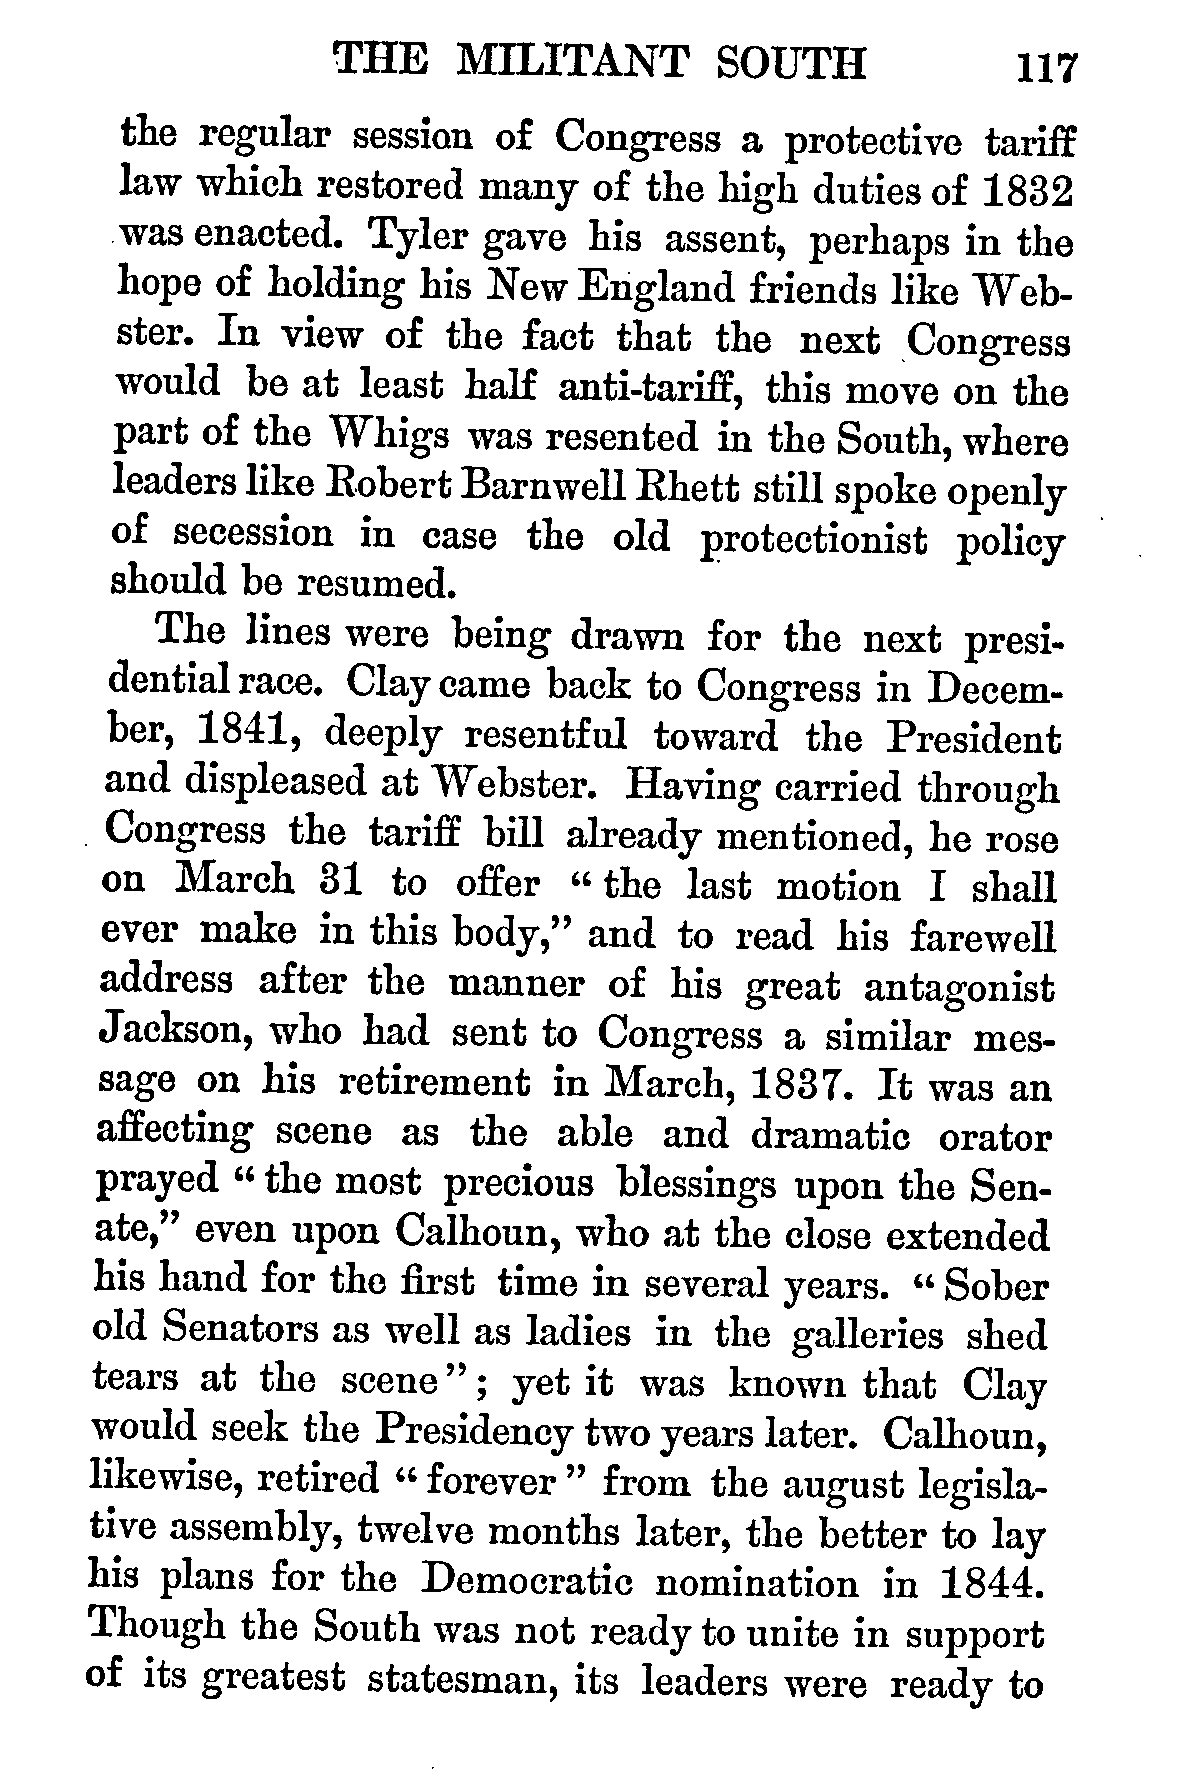 THE MILITANT SOUTH 117
the regular session of Congress a protective tariff
law which restored many of the high duties of 1832
was enacted. Tyler gave his assent, perhaps in the
hope of holding his New England friends like Web-
ster. In view of the fact that the next Congress
would be at least half anti-tariff, this move on the
part of the Whigs was resented in the South, where
leaders like Robert Barnwell Rhett still spoke openly
of secession in case the old protectionist policy
should be resumed.
The lines were being drawn for the next presi-
dential race. Clay came back to Congress in Decem-
ber, 1841, deeply resentful toward the President
and displeased at Webster. Having carried through
Congress the tariff bill already mentioned, he rose
on March 31 to offer “ the last motion I shall
ever make in this body,” and to read his farewell
address after the manner of his great antagonist
Jackson, who had sent to Congress a similar mes-
sage on his retirement in March, 1837. It was an
affecting scene as the able and dramatic orator
prayed “ the most precious blessings upon the Sen-
ate,” even upon Calhoun, who at the close extended
his hand for the first time in several years. “ Sober
old Senators as well as ladies in the galleries shed
tears at the scene ” ; yet it was known that Clay
would seek the Presidency two years later. Calhoun,
likewise, retired “ forever ” from the august legisla-
tive assembly, twelve months later, the better to lay
his plans for the Democratic nomination in 1844.
Though the South was not ready to unite in support
of its greatest statesman, its leaders were ready to